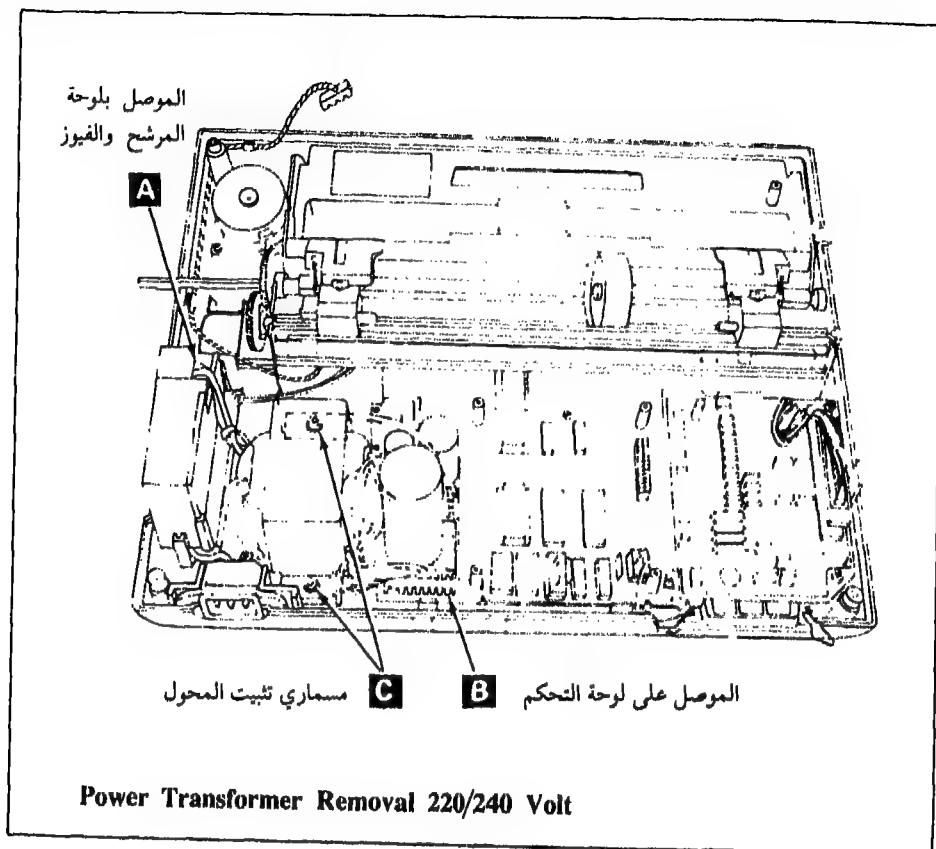 الموصل بلوحة
المرشح والفيوز
A
مسماري تثبيت المحول C
الموصل على لوحة التحكم B
Power Transformer Removal 220/240 Volt